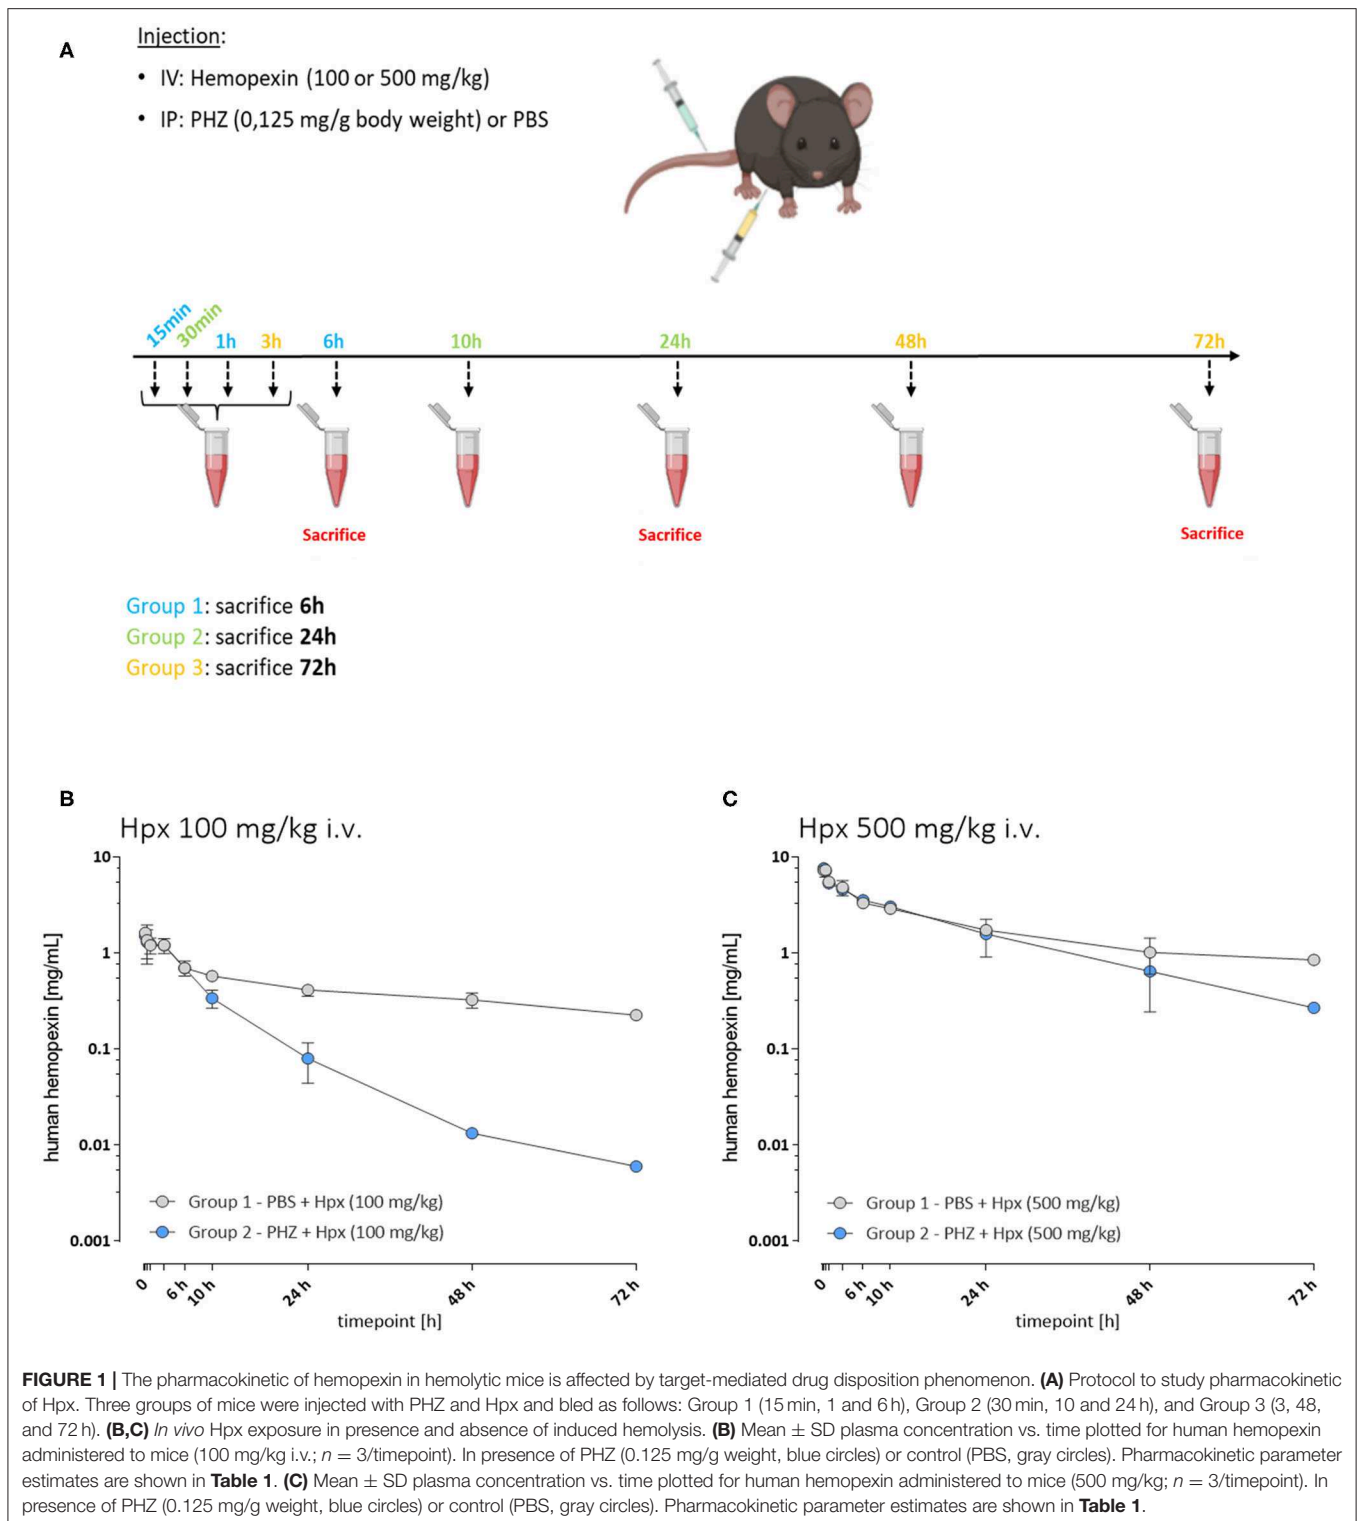 A
Injection:
• IV: Hemopexin (100 or 500 mg/kg)
• IP: PHZ (0,125 mg/g body weight) or PBS
15min 30min 1h 3h 6h 10h 24h 48h 72h
Sacrifice Sacrifice Sacrifice
Group 1: sacrifice 6h
Group 2: sacrifice 24h
Group 3: sacrifice 72h
B
Hpx 100 mg/kg i.v.
human hemopexin [mg/mL]
10
1
0.1
0.01
0.001
Group 1 - PBS + Hpx (100 mg/kg)
Group 2 - PHZ + Hpx (100 mg/kg)
0 6 h 10 h 24 h 48 h 72 h
timepoint [h]
C
Hpx 500 mg/kg i.v.
human hemopexin [mg/mL]
10
1
0.1
0.01
0.001
Group 1 - PBS + Hpx (500 mg/kg)
Group 2 - PHZ + Hpx (500 mg/kg)
0 6 h 10 h 24 h 48 h 72 h
timepoint [h]
FIGURE 1 | The pharmacokinetic of hemopexin in hemolytic mice is affected by target-mediated drug disposition phenomenon. (A) Protocol to study pharmacokinetic
of Hpx. Three groups of mice were injected with PHZ and Hpx and bled as follows: Group 1 (15 min, 1 and 6 h), Group 2 (30 min, 10 and 24 h), and Group 3 (3, 48,
and 72 h). (B,C) In vivo Hpx exposure in presence and absence of induced hemolysis. (B) Mean ± SD plasma concentration vs. time plotted for human hemopexin
administered to mice (100 mg/kg i.v.; n = 3/timepoint). In presence of PHZ (0.125 mg/g weight, blue circles) or control (PBS, gray circles). Pharmacokinetic parameter
estimates are shown in Table 1. (C) Mean ± SD plasma concentration vs. time plotted for human hemopexin administered to mice (500 mg/kg; n = 3/timepoint). In
presence of PHZ (0.125 mg/g weight, blue circles) or control (PBS, gray circles). Pharmacokinetic parameter estimates are shown in Table 1.